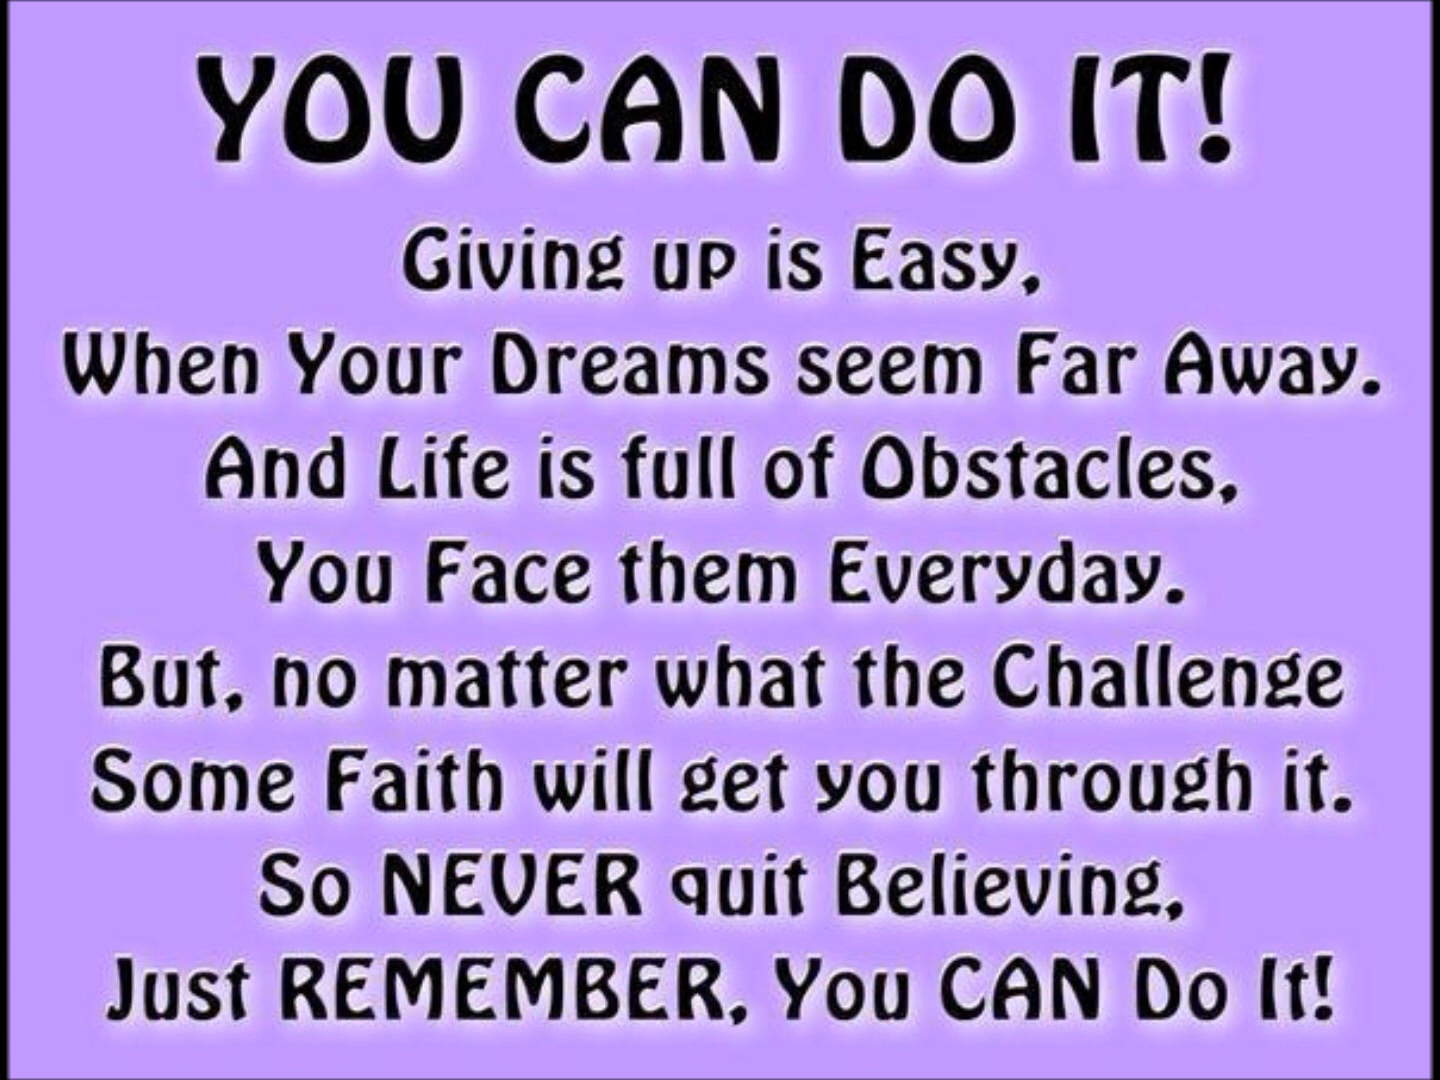 YOU CAN DO IT!
Giving up is Easy,
When Your Dreams seem Far Away.
And Life is full of Obstacles,
You Face them Everyday.
But, no matter what the Challenge
Some Faith will get you through it.
So NEVER quit Believing,
Just REMEMBER, You CAN Do It!